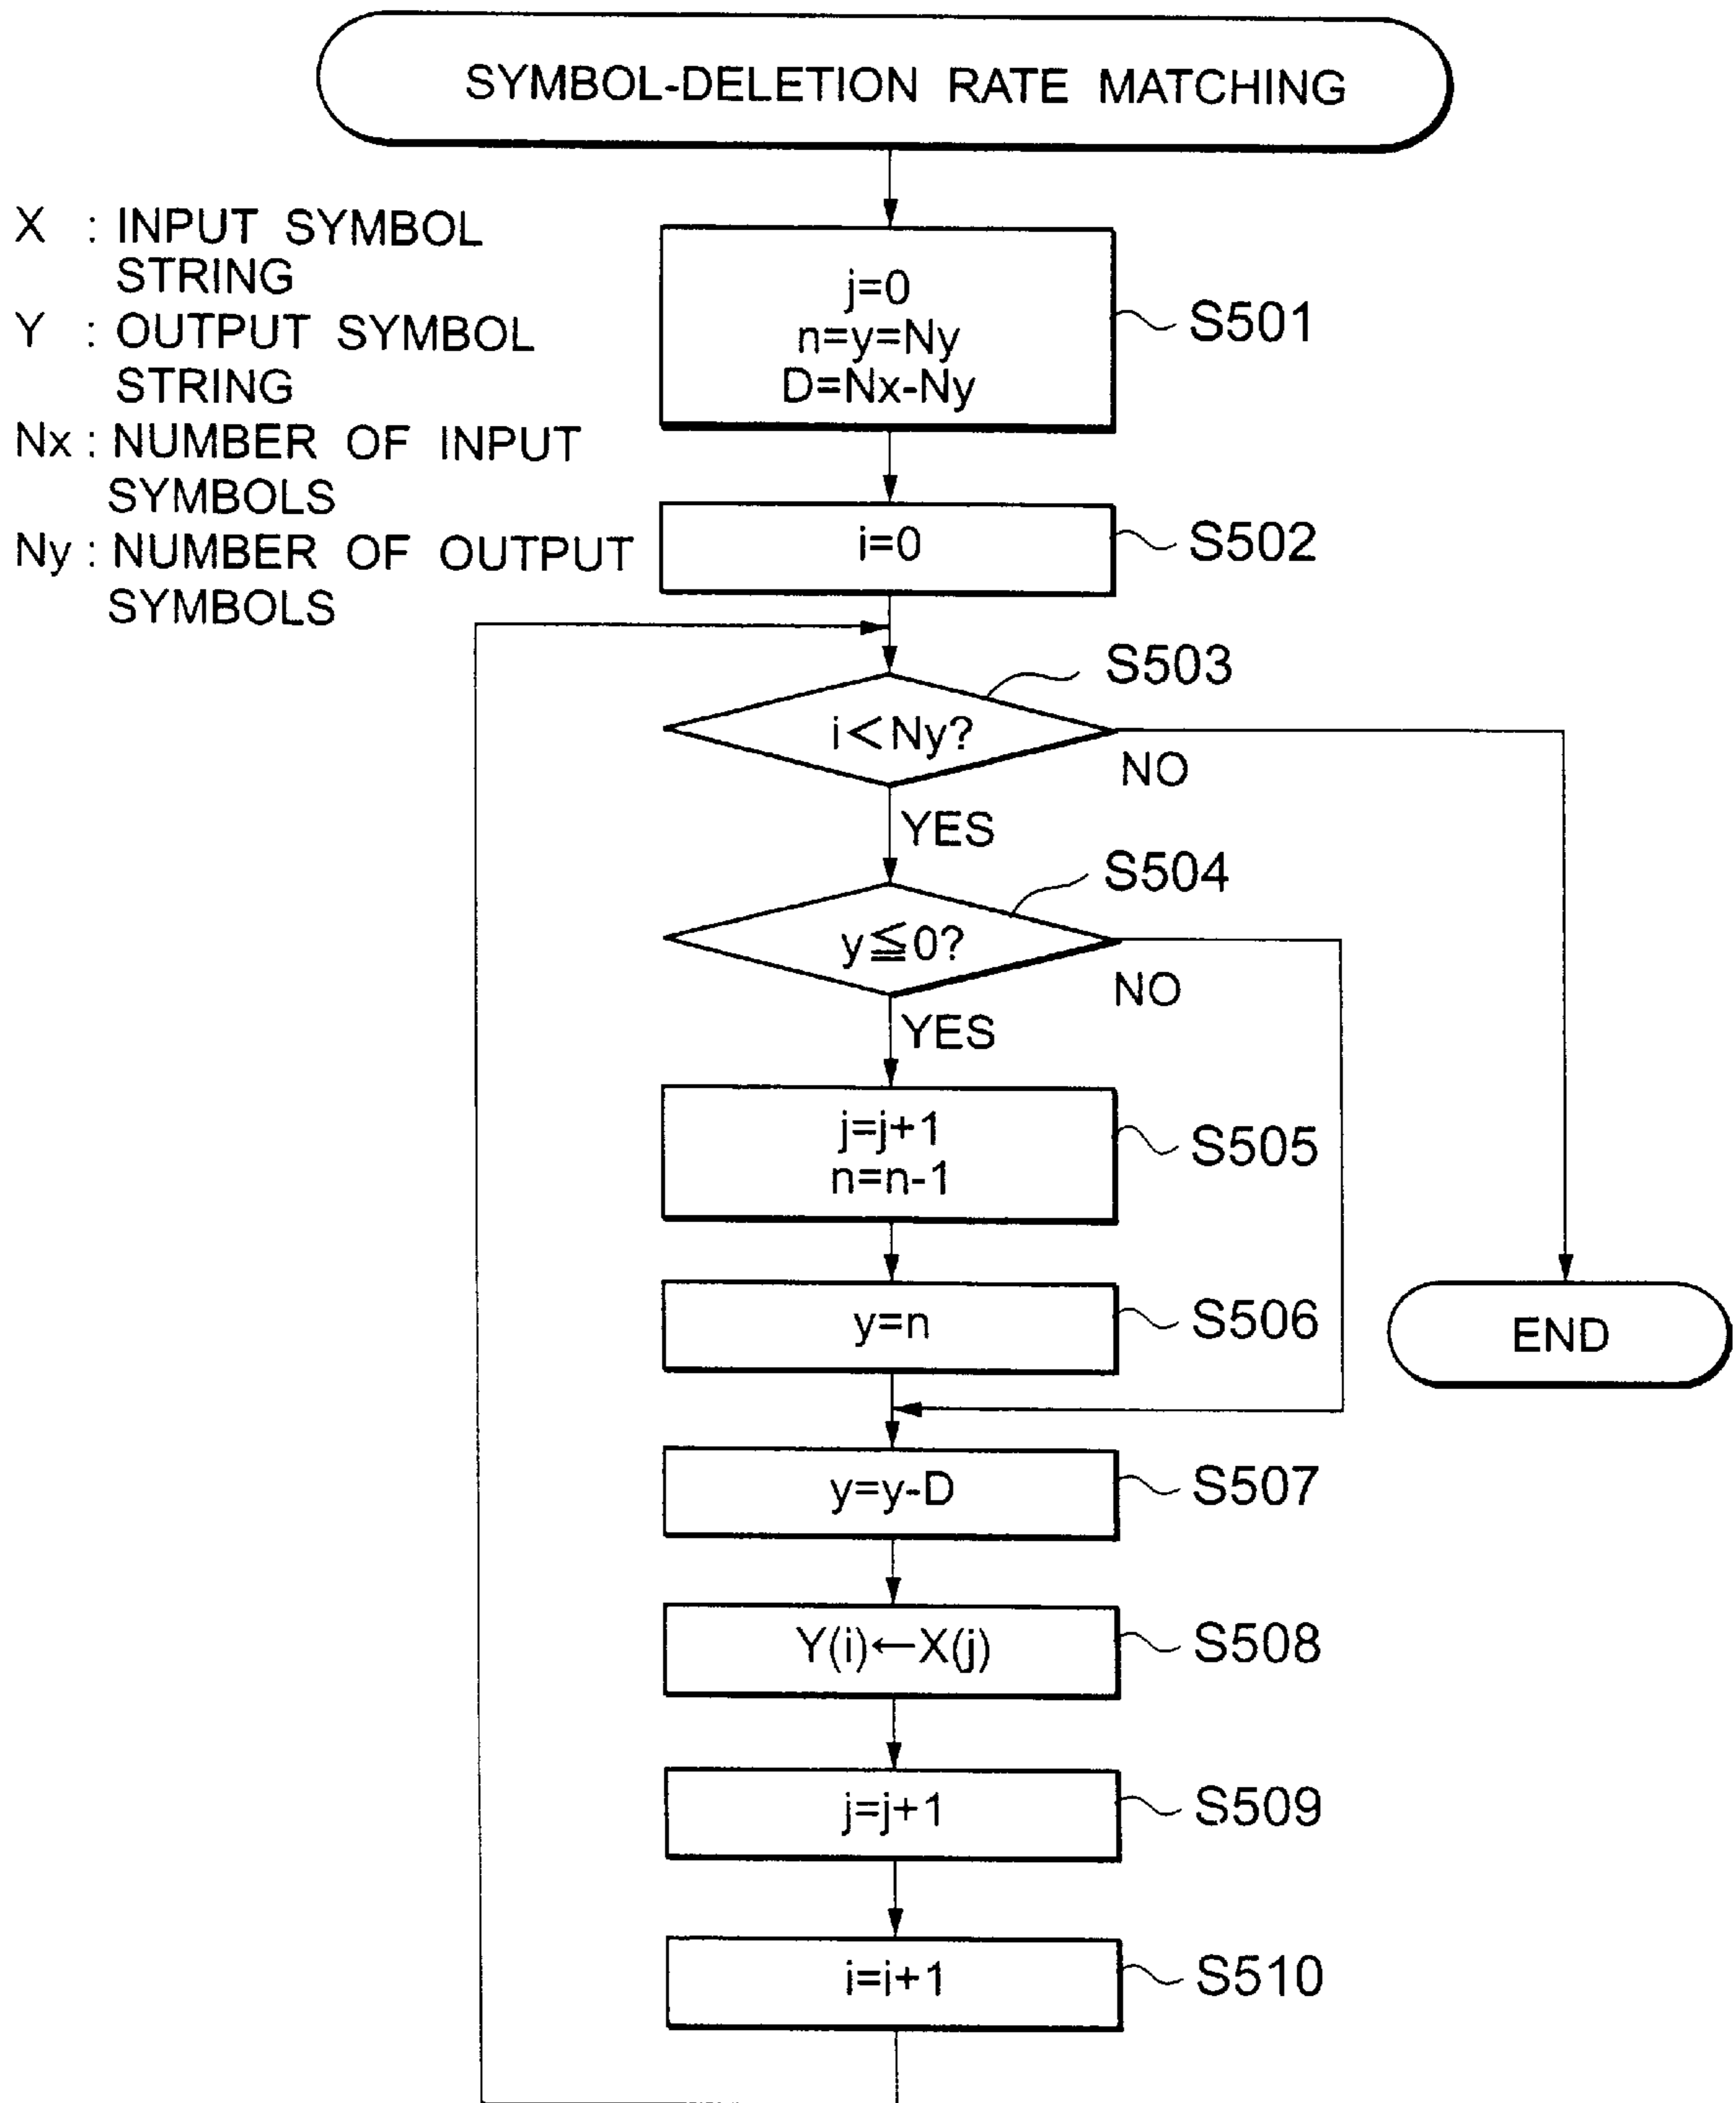 SYMBOL-DELETION RATE MATCHING
X : INPUT SYMBOL
STRING
Y : OUTPUT SYMBOL
STRING
Nx : NUMBER OF INPUT
SYMBOLS
Ny : NUMBER OF OUTPUT
SYMBOLS
j=0
n=y=Ny
D=Nx-Ny
S501
i=0
S502
S503
i<Ny?
NO
YES
S504
y≦0?
NO
YES
j=j+1
n=n-1
S505
y=n
S506
END
y=y-D
S507
Y(i)←X(j)
S508
j=j+1
S509
i=i+1
S510